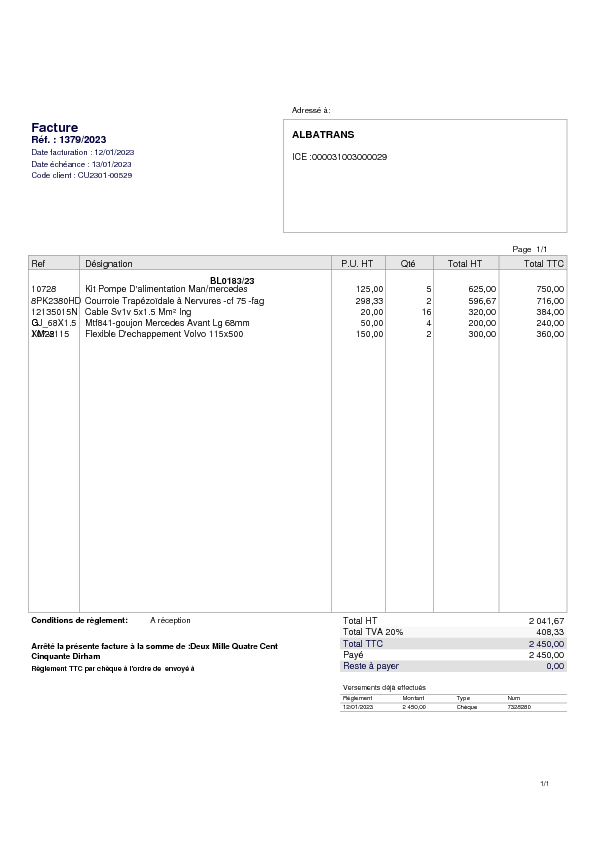 Adressé à:
Facture
Réf. : 1379/2023
Date facturation : 12/01/2023
Date échéance : 13/01/2023
Code client : CU2301-00529
ALBATRANS
ICE :000031003000029
Page 1/1
Ref Désignation P.U. HT Qté Total HT Total TTC
BL0183/23
10728 Kit Pompe D'alimentation Man/mercedes 125,00 5 625,00 750,00
8PK2380HD Courroie Trapézoïdale à Nervures -cf 75 -fag 298,33 2 596,67 716,00
12135015N Cable Sv1v 5x1.5 Mm² Ing 20,00 16 320,00 384,00
GJ_68X1.5 Mtf841-goujon Mercedes Avant Lg 68mm 50,00 4 200,00 240,00
Flexible D'echappement Volvo 115x500 150,00 2 300,00 360,00
Conditions de règlement: A réception
Total HT 2 041,67
Total TVA 20% 408,33
Total TTC 2 450,00
Payé 2 450,00
Reste à payer 0,00
Arrêté la présente facture à la somme de :Deux Mille Quatre Cent
Cinquante Dirham
Règlement TTC par chèque à l'ordre de envoyé à
Versements déjà effectués
Règlement Montant Type Num
12/01/2023 2 450,00 Chèque 7328280
1/1